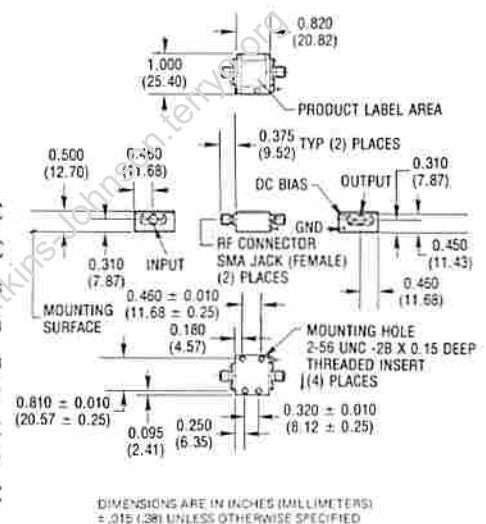 0.820
(20.82)
1.000
(25.40)
PRODUCT LABEL AREA
0.375
(9.52)
TYP (2) PLACES
0.500
(12.70)
0.460
(11.68)
DC BIAS
OUTPUT
0.310
(7.87)
GND
RF CONNECTOR
SMA JACK (FEMALE)
(2) PLACES
0.310
(7.87)
INPUT
0.450
(11.43)
0.460
(11.68)
MOUNTING
SURFACE
0.460 ± 0.010
(11.68 ± 0.25)
0.180
(4.57)
MOUNTING HOLE
2-56 UNC -2B X 0.15 DEEP
THREADED INSERT
(4) PLACES
0.810 ± 0.010
(20.57 ± 0.25)
0.095
(2.41)
0.250
(6.35)
0.320 ± 0.010
(8.12 ± 0.25)
DIMENSIONS ARE IN INCHES (MILLIMETERS)
± .015 (.38) UNLESS OTHERWISE SPECIFIED